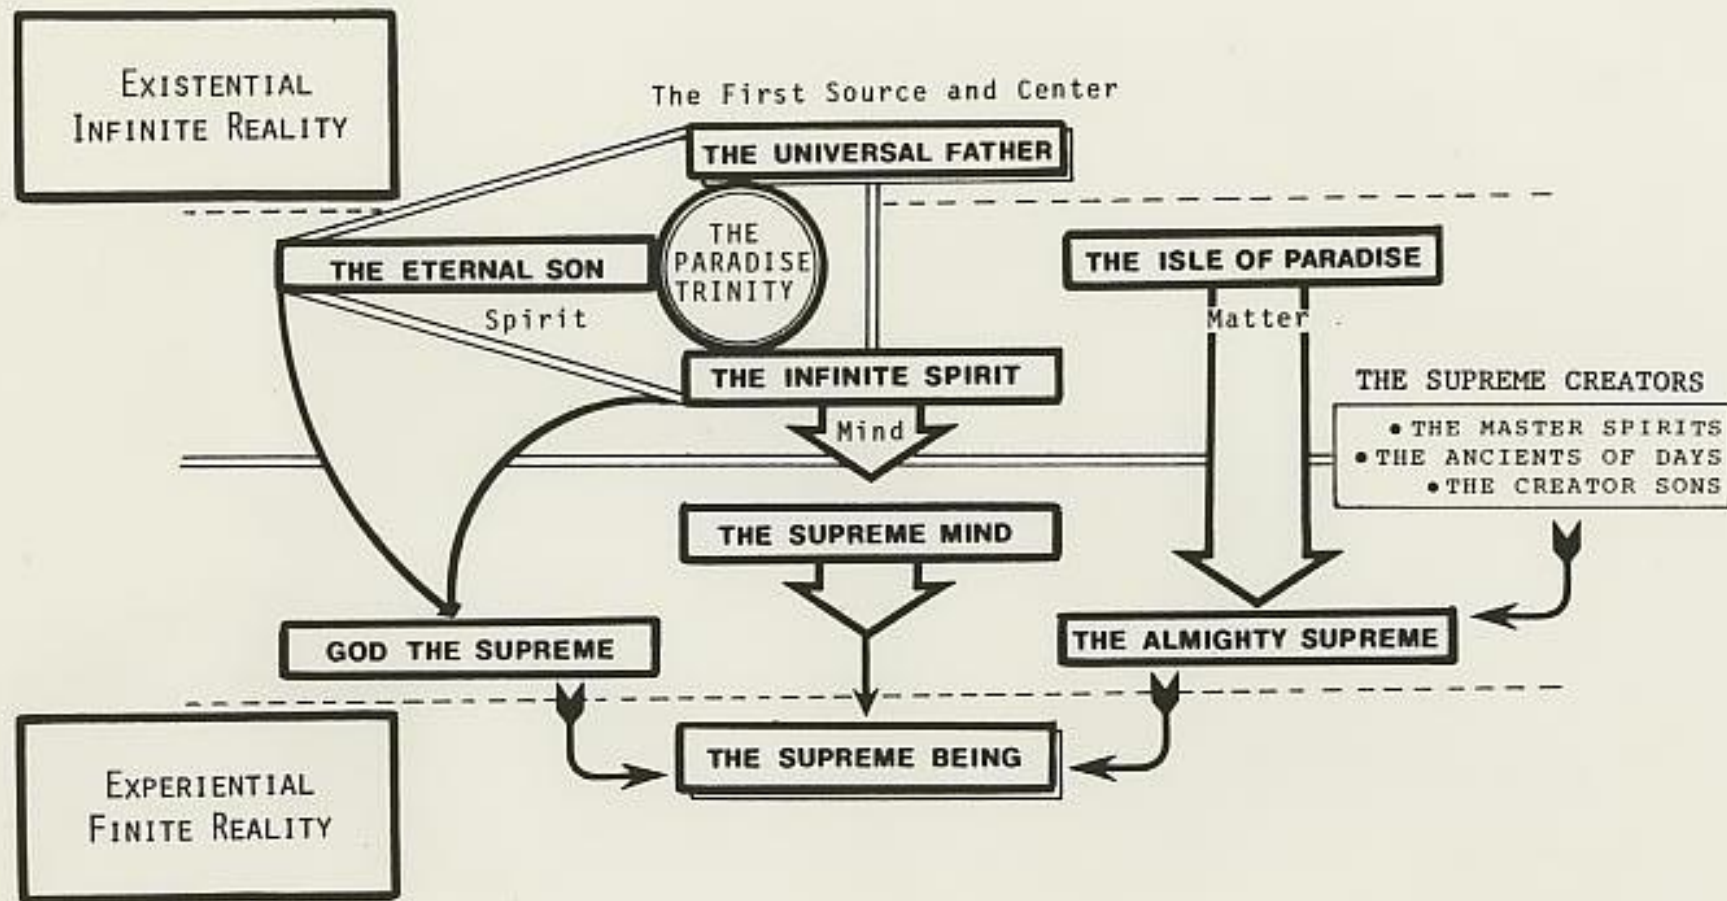 EXISTENTIAL
INFINITE REALITY
The First Source and Center
THE UNIVERSAL FATHER
THE
PARADISE
TRINITY
THE ETERNAL SON
THE ISLE OF PARADISE
Spirit
Matter
THE INFINITE SPIRIT
Mind
THE SUPREME CREATORS
• THE MASTER SPIRITS
• THE ANCIENTS OF DAYS
• THE CREATOR SONS
THE SUPREME MIND
GOD THE SUPREME
THE ALMIGHTY SUPREME
THE SUPREME BEING
EXPERIENTIAL
FINITE REALITY